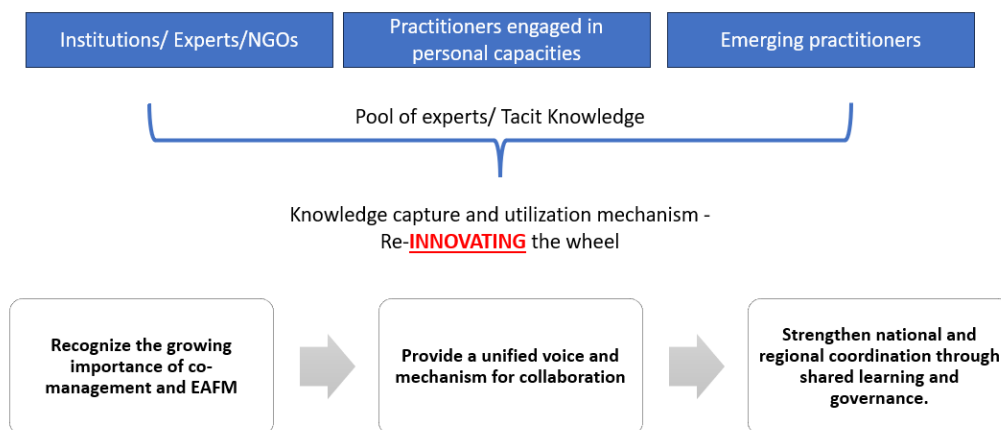 Institutions/ Experts/NGOs
Practitioners engaged in
personal capacities
Emerging practitioners
Pool of experts/ Tacit Knowledge
Knowledge capture and utilization mechanism -
Re-INNOVATING the wheel
Recognize the growing
importance of co-
management and EAFM
Provide a unified voice and
mechanism for collaboration
Strengthen national and
regional coordination through
shared learning and
governance.